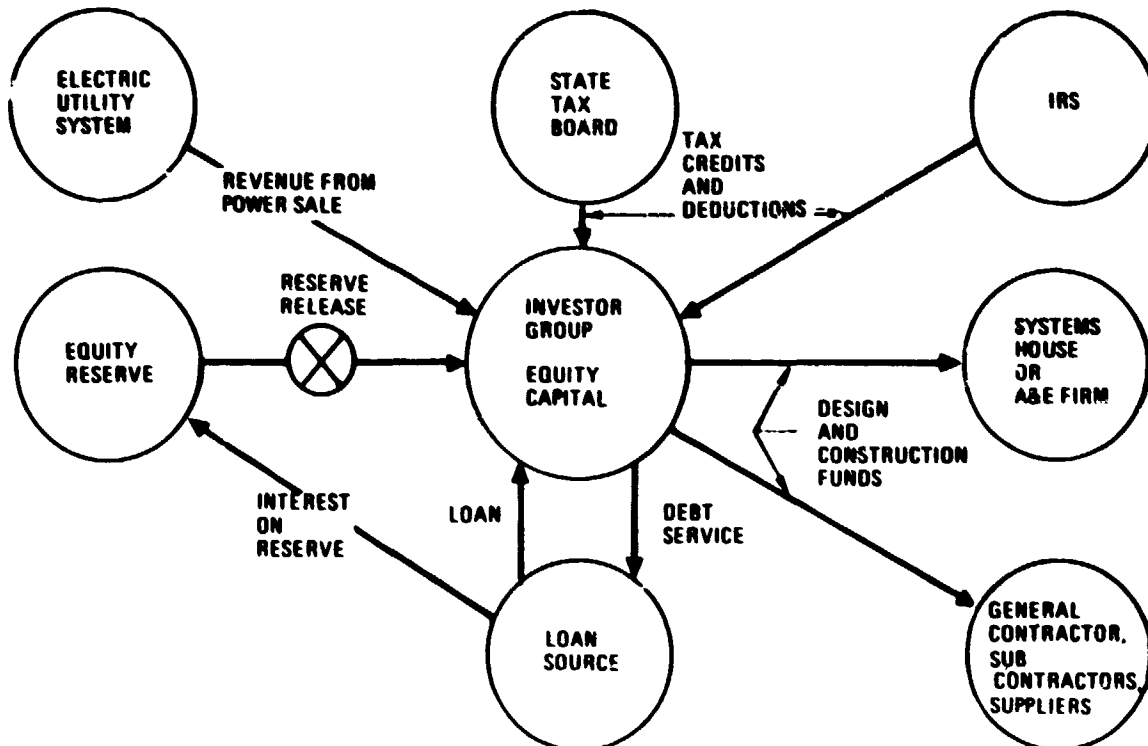 ELECTRIC
UTILITY
SYSTEM
STATE
TAX
BOARD
IRS
TAX
CREDITS
AND
DEDUCTIONS
REVENUE FROM
POWER SALE
RESERVE
RELEASE
EQUITY
RESERVE
INVESTOR
GROUP
EQUITY
CAPITAL
SYSTEMS
HOUSE
OR
A&E FIRM
DESIGN
AND
CONSTRUCTION
FUNDS
INTEREST
ON
RESERVE
LOAN
DEBT
SERVICE
LOAN
SOURCE
GENERAL
CONTRACTOR.
SUB
CONTRACTORS,
SUPPLIERS